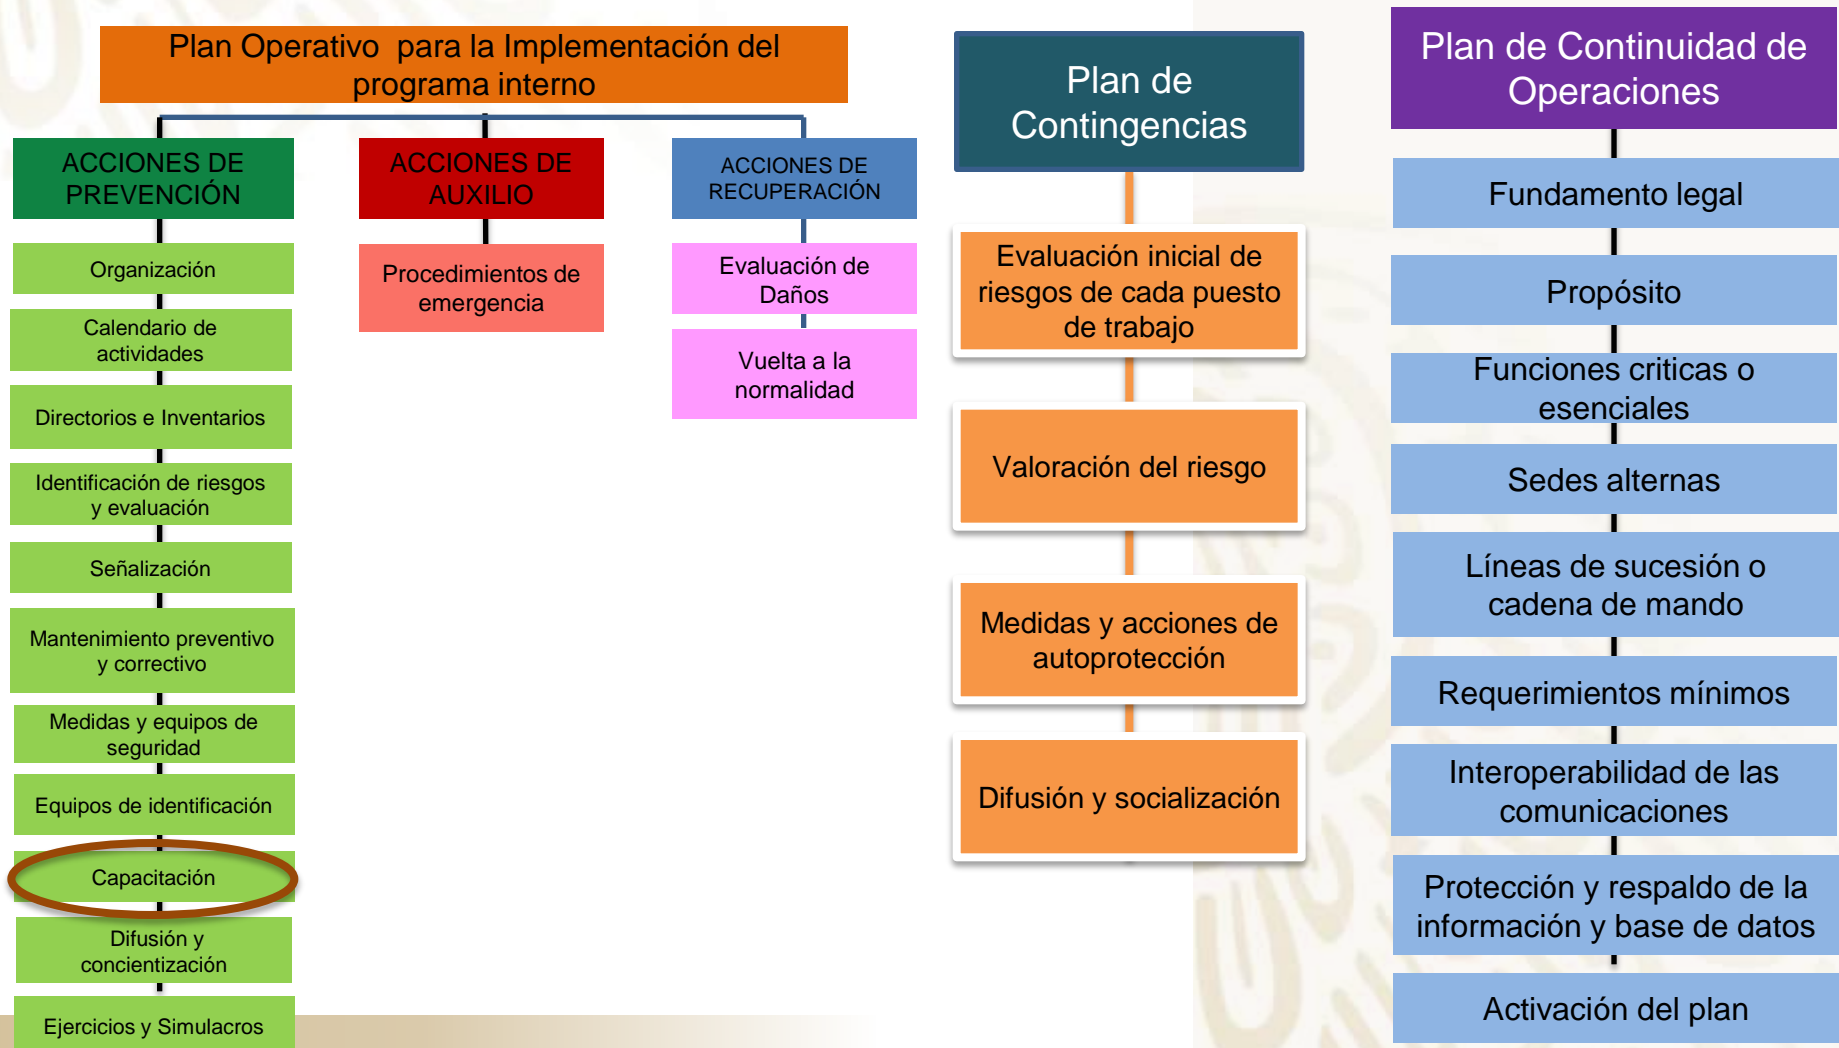 Plan Operativo para la Implementación del
programa interno
ACCIONES DE
PREVENCIÓN
Organización
Calendario de
actividades
Directorios e Inventarios
Identificación de riesgos
y evaluación
Señalización
Mantenimiento preventivo
y correctivo
Medidas y equipos de
seguridad
Equipos de identificación
Capacitación
Difusión y
concientización
Ejercicios y Simulacros
ACCIONES DE
AUXILIO
Procedimientos de
emergencia
ACCIONES DE
RECUPERACIÓN
Evaluación de
Daños
Vuelta a la
normalidad
Plan de
Contingencias
Evaluación inicial de
riesgos de cada puesto
de trabajo
Valoración del riesgo
Medidas y acciones de
autoprotección
Difusión y socialización
Plan de Continuidad de
Operaciones
Fundamento legal
Propósito
Funciones criticas o
esenciales
Sedes alternas
Líneas de sucesión o
cadena de mando
Requerimientos mínimos
Interoperabilidad de las
comunicaciones
Protección y respaldo de la
información y base de datos
Activación del plan